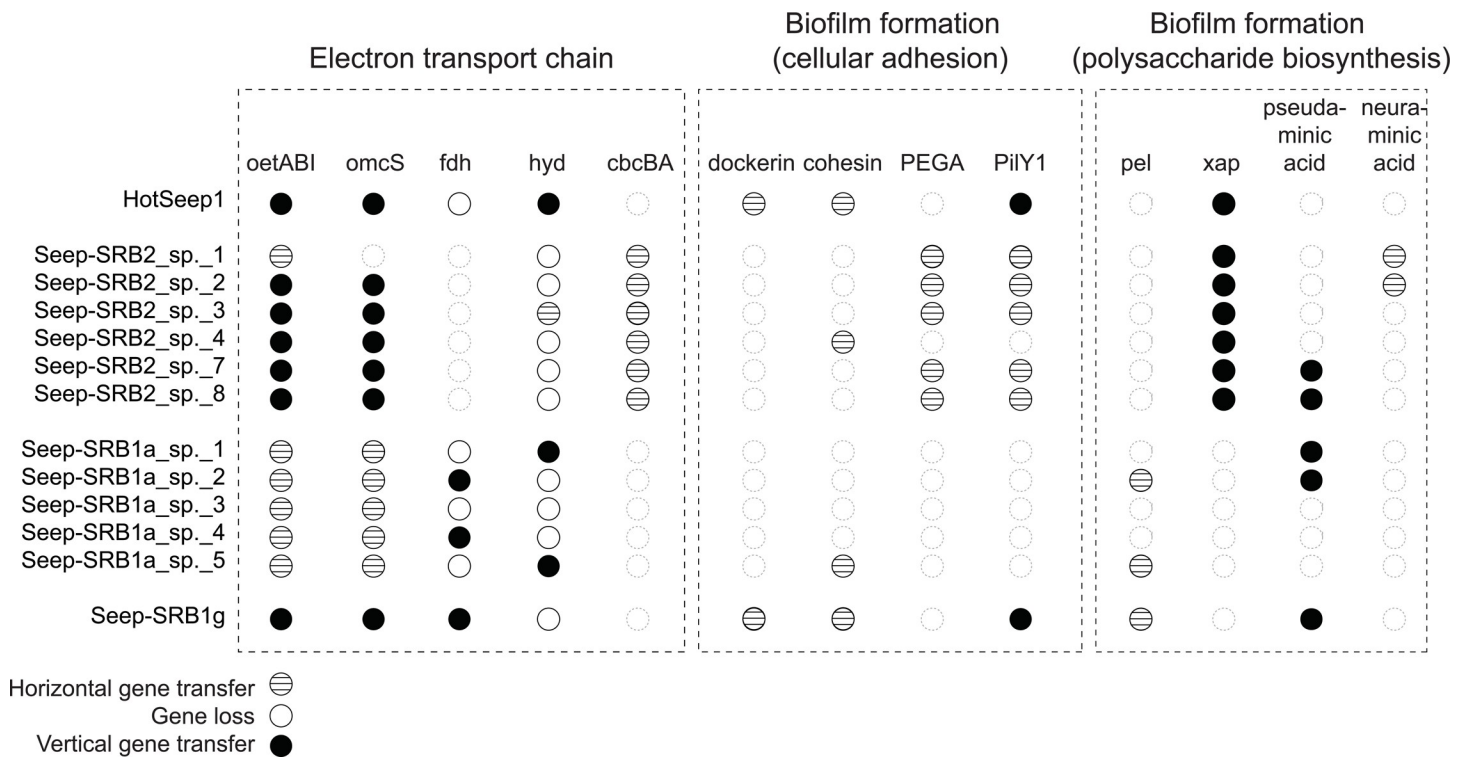 Electron transport chain
Biofilm formation
(cellular adhesion)
Biofilm formation
(polysaccharide biosynthesis)
oetABI omcS fdh hyd cbcBA
dockerin cohesin PEGA PilY1
pel xap
pseuda-
minic
acid
neura-
minic
acid
HotSeep1
Seep-SRB2_sp._1
Seep-SRB2_sp._2
Seep-SRB2_sp._3
Seep-SRB2_sp._4
Seep-SRB2_sp._7
Seep-SRB2_sp._8
Seep-SRB1a_sp._1
Seep-SRB1a_sp._2
Seep-SRB1a_sp._3
Seep-SRB1a_sp._4
Seep-SRB1a_sp._5
Seep-SRB1g
Horizontal gene transfer
Gene loss
Vertical gene transfer